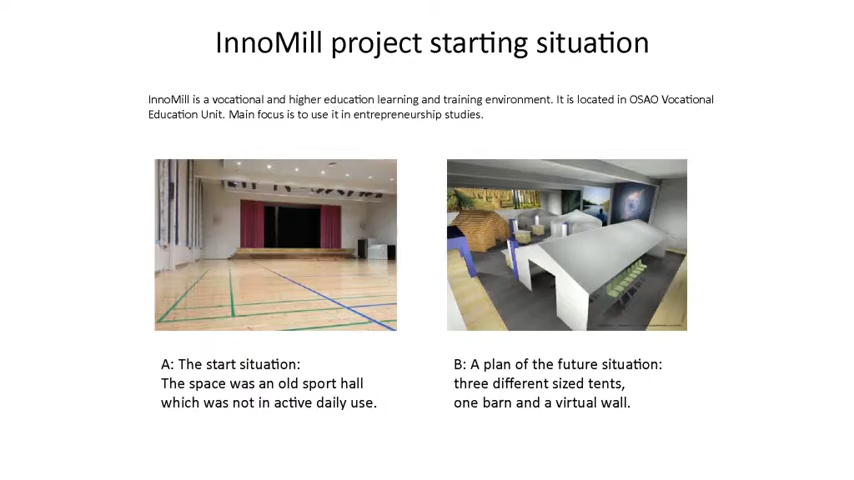 InnoMill project starting situation
InnoMill is a vocational and higher education learning and training environment. It is located in OSAO Vocational
Education Unit. Main focus is to use it in entrepreneurship studies.
A: The start situation:
The space was an old sport hall
which was not in active daily use.
B: A plan of the future situation:
three different sized tents,
one barn and a virtual wall.